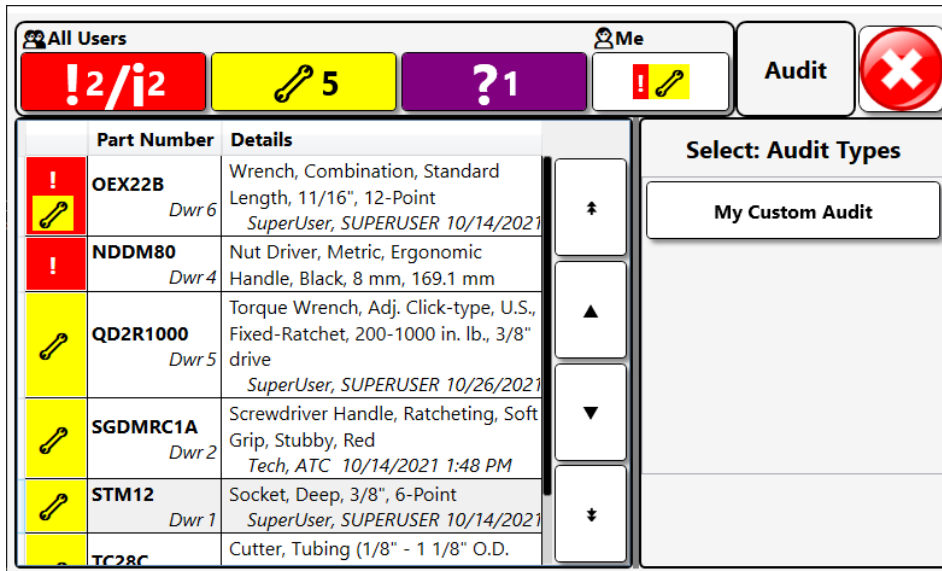 All Users
Me
!2/i2
5
?1
!
Audit
Part Number Details
Select: Audit Types
My Custom Audit
!
OEX22B
Dwr 6
Wrench, Combination, Standard
Length, 11/16", 12-Point
SuperUser, SUPERUSER 10/14/2021
!
NDDM80
Dwr 4
Nut Driver, Metric, Ergonomic
Handle, Black, 8 mm, 169.1 mm
QD2R1000
Dwr 5
Torque Wrench, Adj. Click-type, U.S.,
Fixed-Ratchet, 200-1000 in. lb., 3/8"
drive
SuperUser, SUPERUSER 10/26/2021
SGDMRC1A
Dwr 2
Screwdriver Handle, Ratcheting, Soft
Grip, Stubby, Red
Tech, ATC 10/14/2021 1:48 PM
STM12
Dwr 1
Socket, Deep, 3/8", 6-Point
SuperUser, SUPERUSER 10/14/2021
TC28C
Cutter, Tubing (1/8" - 1 1/8" O.D.